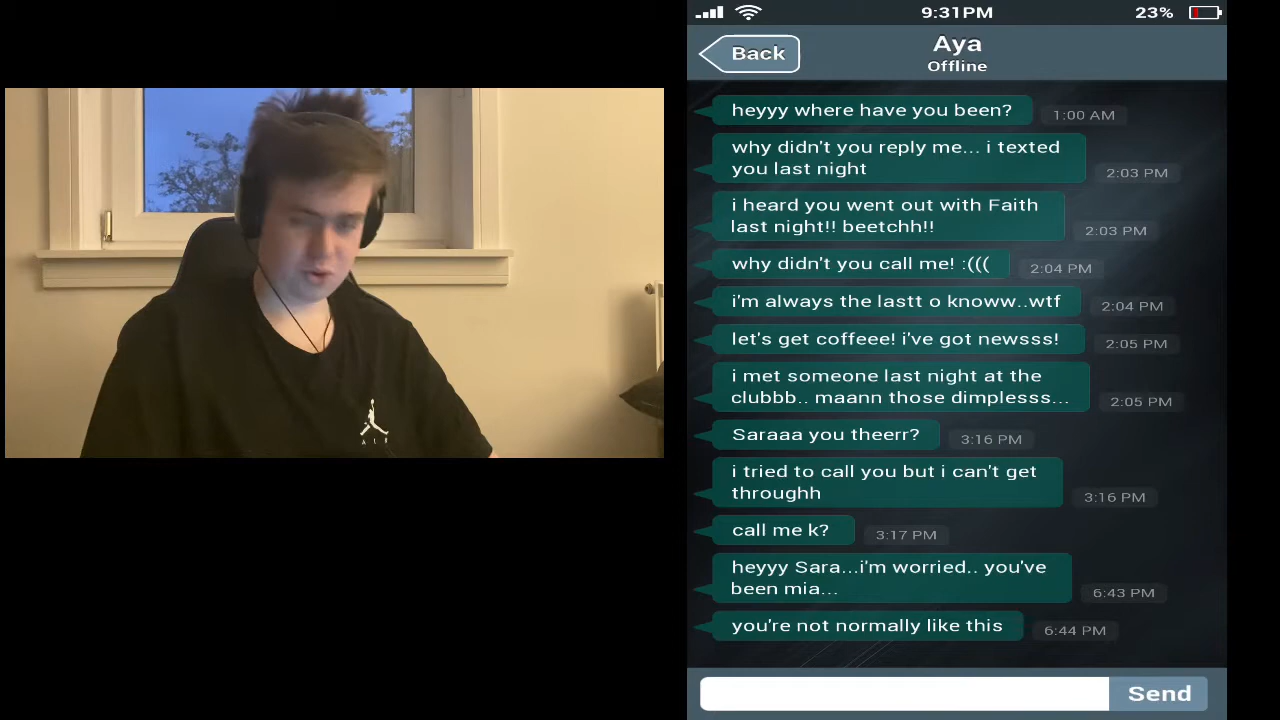 9:31PM
23%
Back
Aya
Offline
heyyy where have you been?
1:00 AM
why didn't you reply me... i texted
you last night
2:03 PM
i heard you went out with Faith
last night!! beetchh!!
2:03 PM
why didn't you call me! :(((
2:04 PM
i'm always the lastt o knoww..wtf
2:04 PM
let's get coffeee! i've got newsss!
2:05 PM
i met someone last night at the
clubbb.. maann those dimplesss...
2:05 PM
Saraaa you theerr?
3:16 PM
i tried to call you but i can't get
throughh
3:16 PM
call me k?
3:17 PM
heyyy Sara...i'm worried.. you've
been mia...
6:43 PM
you're not normally like this
6:44 PM
Send
AIR